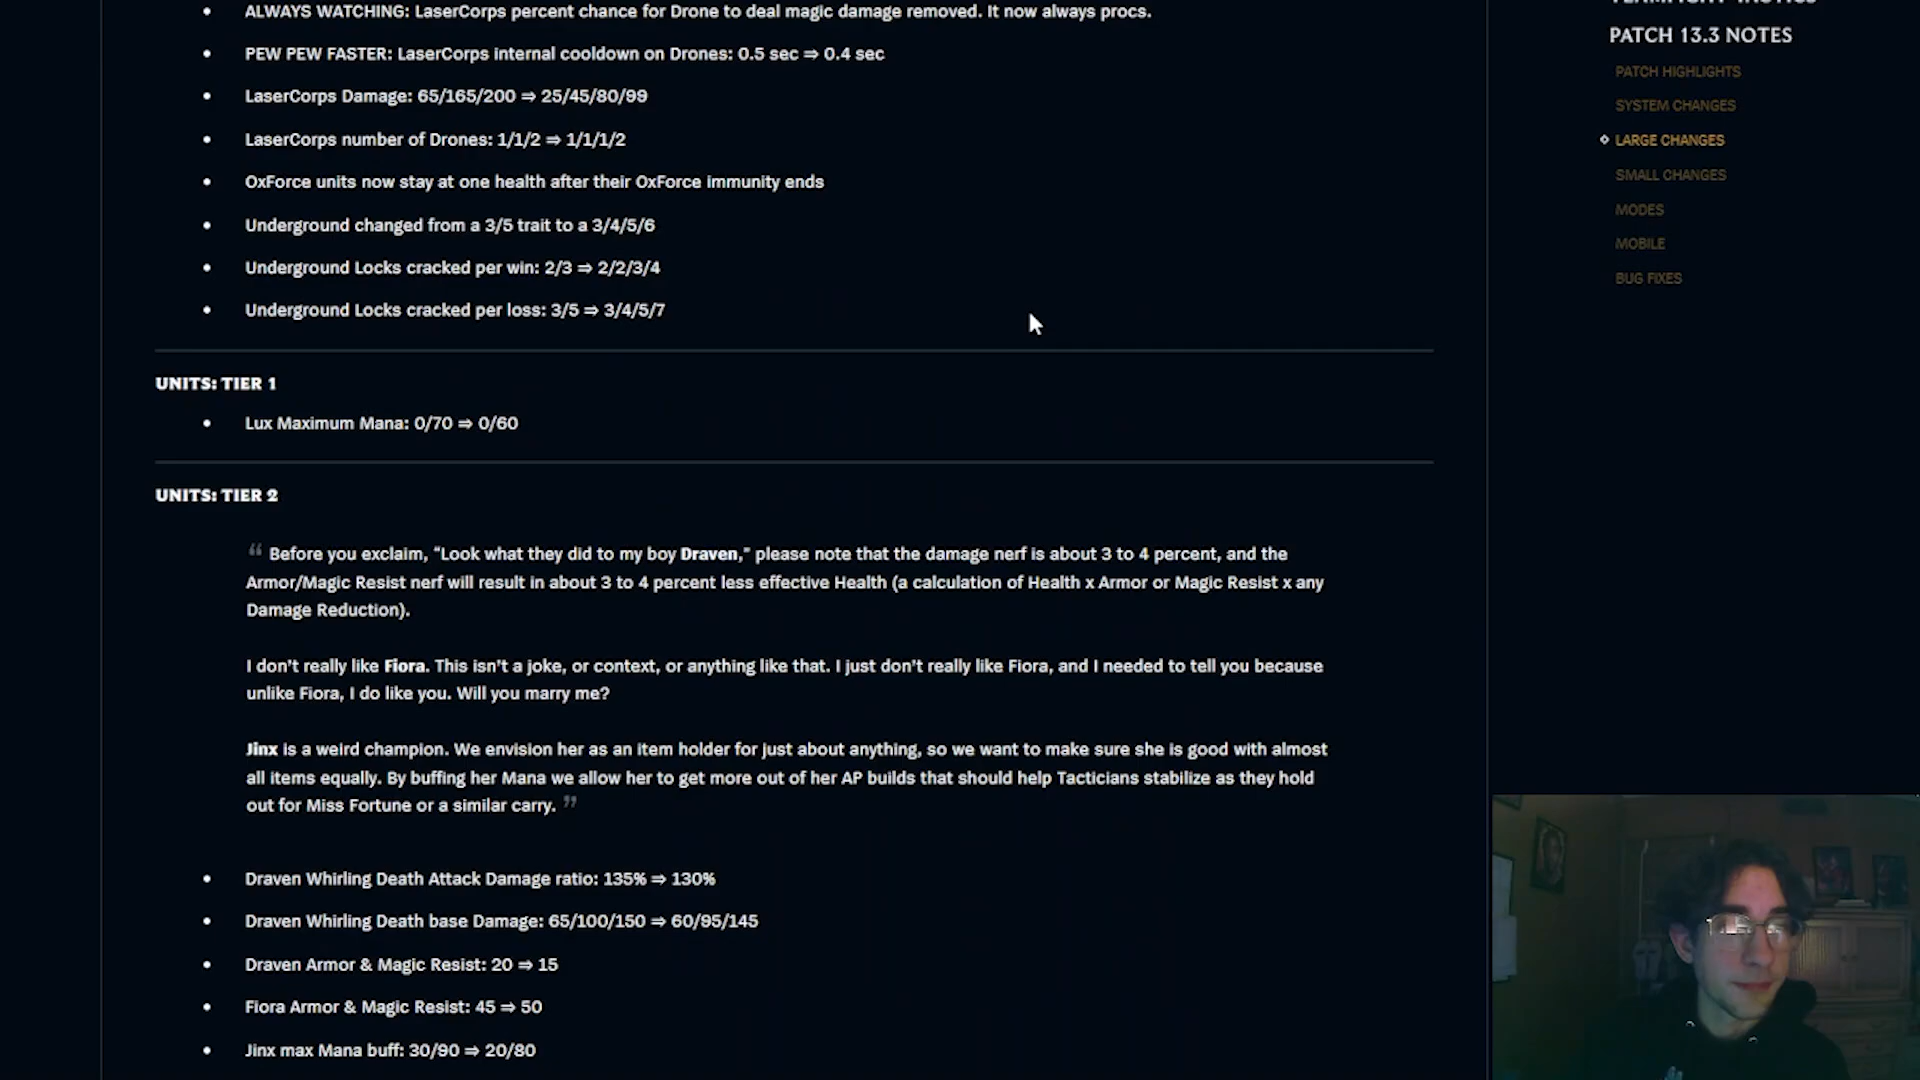 ALWAYS WATCHING: LaserCorps percent chance for Drone to deal magic damage removed. It now always procs.
PEW PEW FASTER: LaserCorps internal cooldown on Drones: 0.5 sec ⇒ 0.4 sec
LaserCorps Damage: 65/165/200 ⇒ 25/45/80/99
LaserCorps number of Drones: 1/1/2 ⇒ 1/1/1/2
OxForce units now stay at one health after their OxForce immunity ends
Underground changed from a 3/5 trait to a 3/4/5/6
Underground Locks cracked per win: 2/3 ⇒ 2/2/3/4
Underground Locks cracked per loss: 3/5 ⇒ 3/4/5/7
UNITS: TIER 1
Lux Maximum Mana: 0/70 ⇒ 0/60
UNITS: TIER 2
“ Before you exclaim, “Look what they did to my boy Draven,” please note that the damage nerf is about 3 to 4 percent, and the
Armor/Magic Resist nerf will result in about 3 to 4 percent less effective Health (a calculation of Health x Armor or Magic Resist x any
Damage Reduction).
I don’t really like Fiora. This isn’t a joke, or context, or anything like that. I just don’t really like Fiora, and I needed to tell you because
unlike Fiora, I do like you. Will you marry me?
Jinx is a weird champion. We envision her as an item holder for just about anything, so we want to make sure she is good with almost
all items equally. By buffing her Mana we allow her to get more out of her AP builds that should help Tacticians stabilize as they hold
out for Miss Fortune or a similar carry. ”
Draven Whirling Death Attack Damage ratio: 135% ⇒ 130%
Draven Whirling Death base Damage: 65/100/150 ⇒ 60/95/145
Draven Armor & Magic Resist: 20 ⇒ 15
Fiora Armor & Magic Resist: 45 ⇒ 50
Jinx max Mana buff: 30/90 ⇒ 20/80
TEAMFIGHT TACTICS
PATCH 13.3 NOTES
PATCH HIGHLIGHTS
SYSTEM CHANGES
LARGE CHANGES
SMALL CHANGES
MODES
MOBILE
BUG FIXES